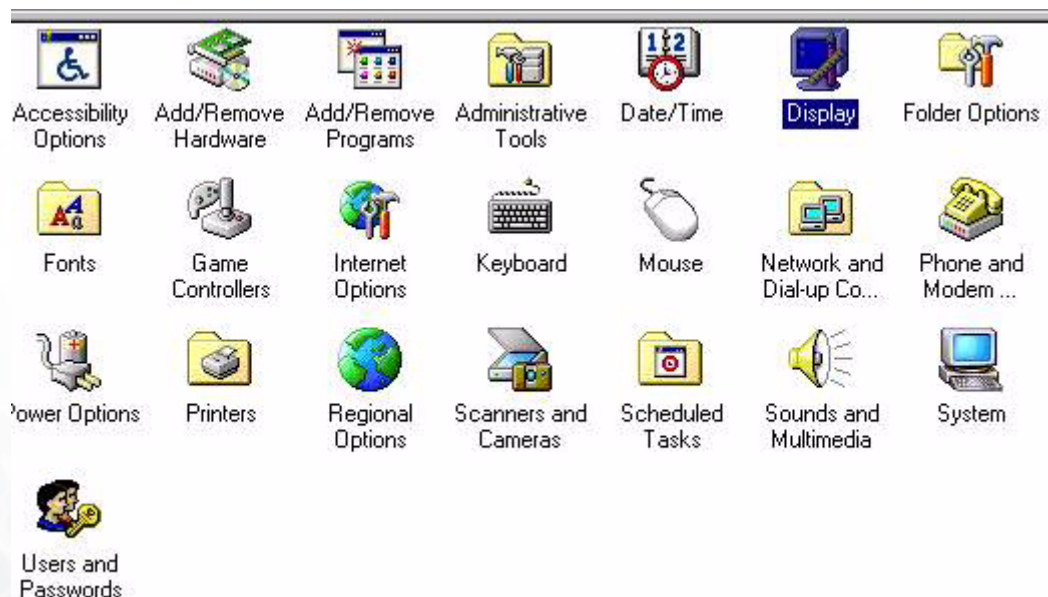 Accessibility Options
Add/Remove Hardware
Add/Remove Programs
Administrative Tools
Date/Time
Display
Folder Options
Fonts
Game Controllers
Internet Options
Keyboard
Mouse
Network and Dial-up Co...
Phone and Modem ...
Power Options
Printers
Regional Options
Scanners and Cameras
Scheduled Tasks
Sounds and Multimedia
System
Users and Passwords